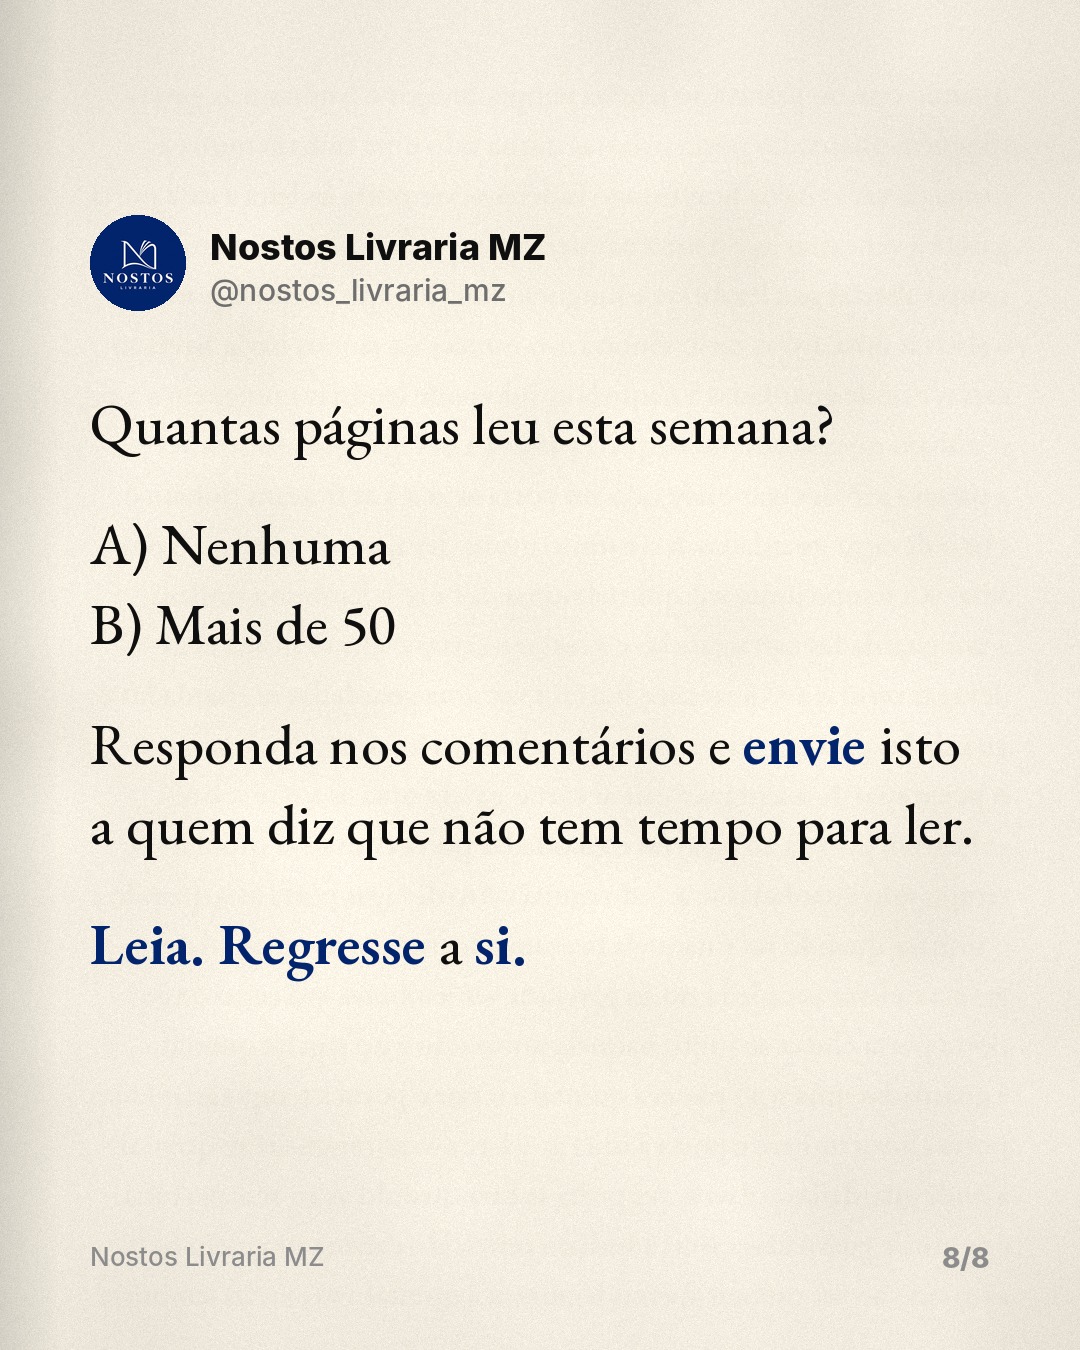 NOSTOS
LIVRARIA
Nostos Livraria MZ
@nostos_livraria_mz
Quantas páginas leu esta semana?
A) Nenhuma
B) Mais de 50
Responda nos comentários e envie isto
a quem diz que não tem tempo para ler.
Leia. Regresse a si.
Nostos Livraria MZ
8/8